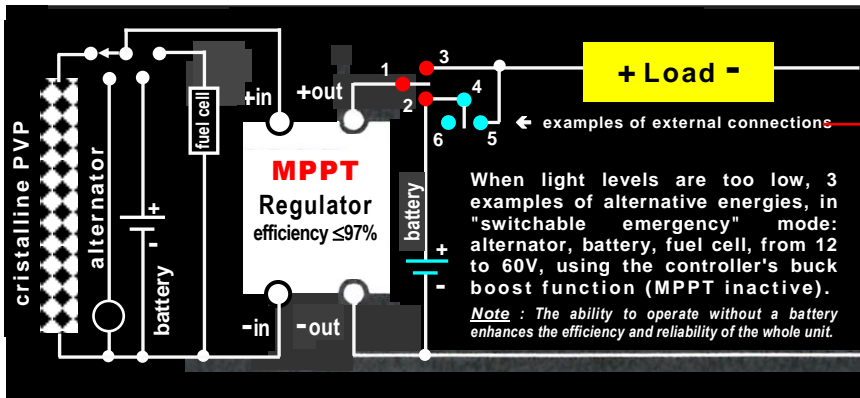 cristalline PVP
alternator
+
-
battery
fuel cell
+in
+out
MPPT
Regulator
efficiency ≤97%
-in
-out
1
3
2
4
6
5
battery
+
-
+ Load -
← examples of external connections
When light levels are too low, 3
examples of alternative energies, in
"switchable emergency" mode:
alternator, battery, fuel cell, from 12
to 60V, using the controller's buck
boost function (MPPT inactive).
Note : The ability to operate without a battery
enhances the efficiency and reliability of the whole unit.